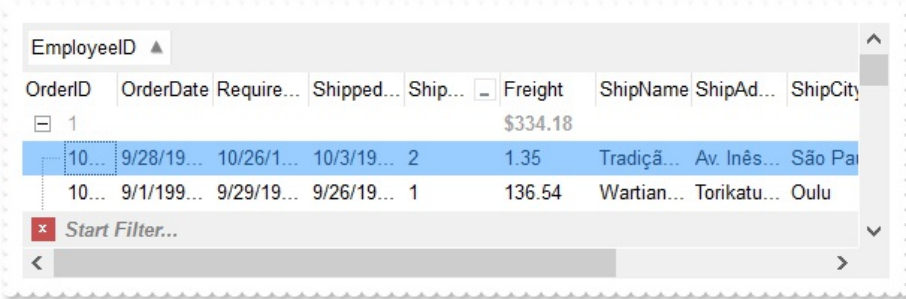 EmployeeID
OrderID OrderDate Require... Shipped... Ship... Freight ShipName ShipAd... ShipCity
1 $334.18
10... 9/28/19... 10/26/1... 10/3/19... 2 1.35 Tradiçã... Av. Inês... São Pau
10... 9/1/199... 9/29/19... 9/26/19... 1 136.54 Wartian... Torikatu... Oulu
x Start Filter...